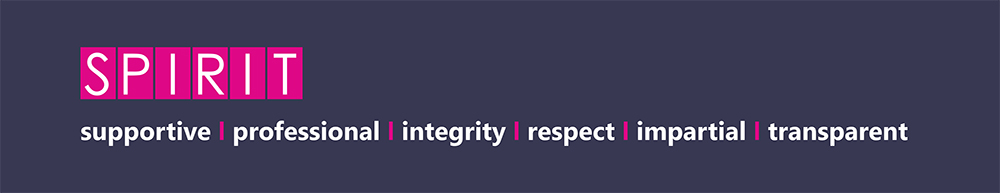 SPIRIT
supportive | professional | integrity | respect | impartial | transparent